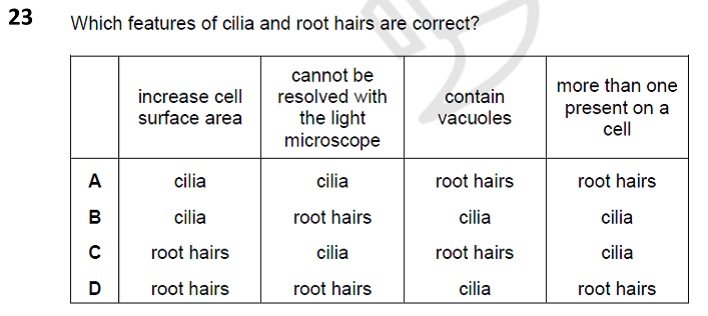 23 Which features of cilia and root hairs are correct?
increase cell surface area | cannot be resolved with the light microscope | contain vacuoles | more than one present on a cell
A cilia cilia root hairs root hairs
B cilia root hairs cilia cilia
C root hairs cilia root hairs cilia
D root hairs root hairs cilia root hairs